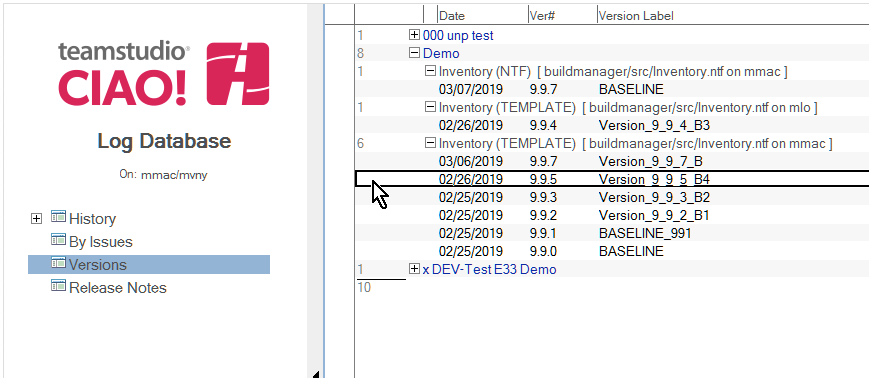 teamstudio®
CIAO!
Log Database
On: mmac/mvny
History
By Issues
Versions
Release Notes
Date Ver# Version Label
1 000 unp test
8 Demo
1 Inventory (NTF) [ buildmanager/src/Inventory.ntf on mmac ]
03/07/2019 9.9.7 BASELINE
1 Inventory (TEMPLATE) [ buildmanager/src/Inventory.ntf on mlo ]
02/26/2019 9.9.4 Version_9_9_4_B3
6 Inventory (TEMPLATE) [ buildmanager/src/Inventory.ntf on mmac ]
03/06/2019 9.9.7 Version_9_9_7_B
02/26/2019 9.9.5 Version_9_9_5_B4
02/25/2019 9.9.3 Version_9_9_3_B2
02/25/2019 9.9.2 Version_9_9_2_B1
02/25/2019 9.9.1 BASELINE_991
02/25/2019 9.9.0 BASELINE
1 x DEV-Test E33 Demo
10